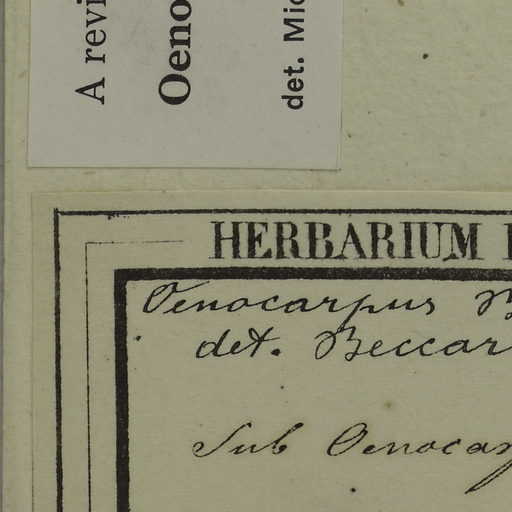 A revi
Oeno
det. Mic
HERBARIUM
Oenocarpus
det. Beccar
Sub Oenocar